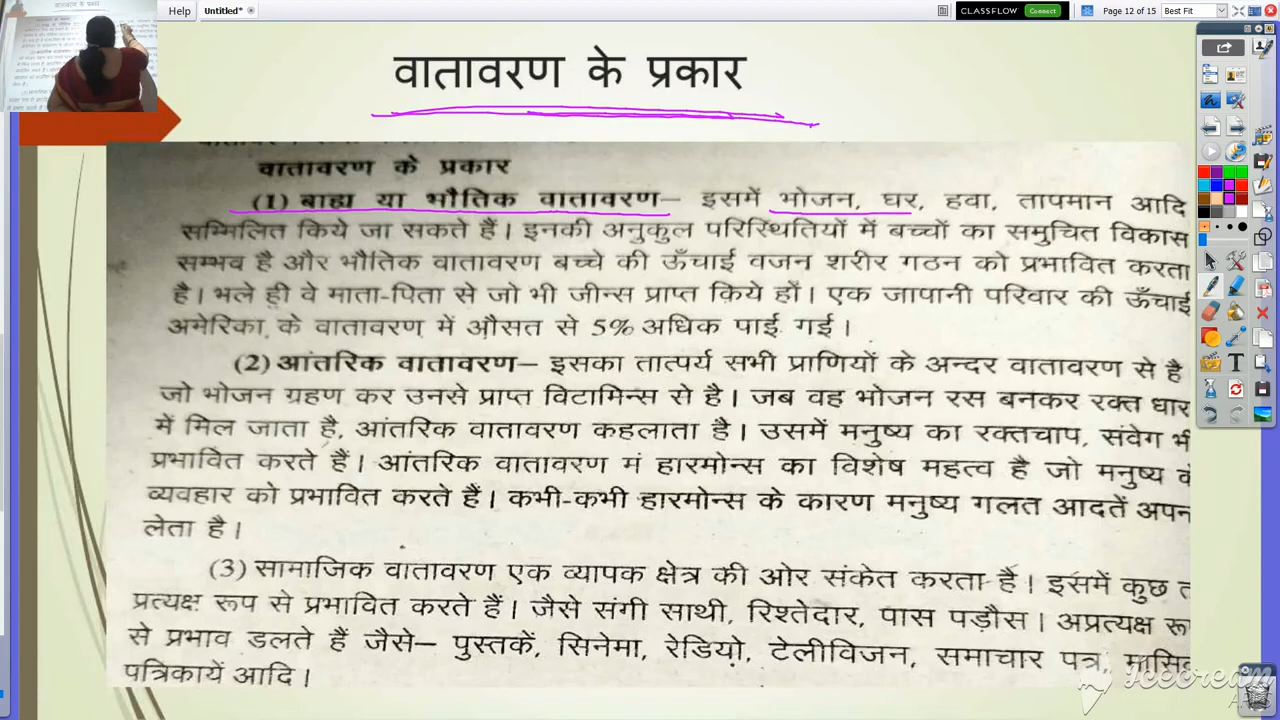 Help Untitled* CLASSFLOW Connect Page 12 of 15 Best Fit
वातावरण के प्रकार
वातावरण के प्रकार
(1) बाह्य या भौतिक वातावरण– इसमें भोजन, घर, हवा, तापमान आदि
सम्मिलित किये जा सकते हैं। इनकी अनुकुल परिस्थितियों में बच्चों का समुचित विकास
सम्भव है और भौतिक वातावरण बच्चे की ऊँचाई वजन शरीर गठन को प्रभावित करता
है। भले ही वे माता-पिता से जो भी जीन्स प्राप्त किये हों। एक जापानी परिवार की ऊँचाई
अमेरिका के वातावरण में औसत से 5% अधिक पाई गई।
(2) आंतरिक वातावरण– इसका तात्पर्य सभी प्राणियों के अन्दर वातावरण से है
जो भोजन ग्रहण कर उनसे प्राप्त विटामिन्स से है। जब वह भोजन रस बनकर रक्त धार
में मिल जाता है, आंतरिक वातावरण कहलाता है। उसमें मनुष्य का रक्तचाप, संवेग भी
प्रभावित करते हैं। आंतरिक वातावरण मं हारमोन्स का विशेष महत्व है जो मनुष्य
व्यवहार को प्रभावित करते हैं। कभी-कभी हारमोन्स के कारण मनुष्य गलत आदतें अपन
लेता है।
(3) सामाजिक वातावरण एक व्यापक क्षेत्र की ओर संकेत करता है। इसमें कुछ
प्रत्यक्ष रूप से प्रभावित करते हैं। जैसे संगी साथी, रिश्तेदार, पास पड़ौस। अप्रत्यक्ष
से प्रभाव डलते हैं जैसे– पुस्तकें, सिनेमा, रेडियो, टेलीविजन, समाचार पत्र,
पत्रिकायें आदि।
Icecream
APPS